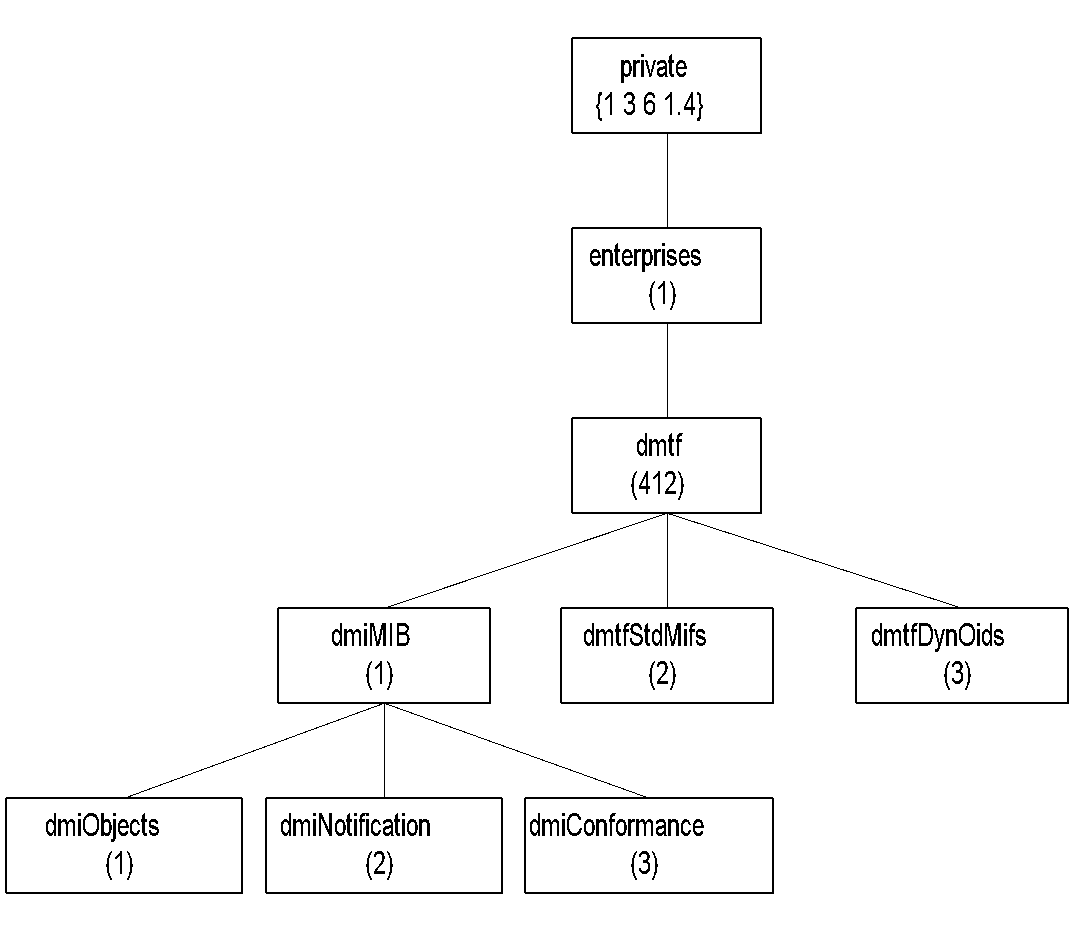 private
{1 3 6 1.4}
enterprises
(1)
dmtf
(412)
dmiMIB
(1)
dmtfStdMifs
(2)
dmtfDynOids
(3)
dmiObjects
(1)
dmiNotification
(2)
dmiConformance
(3)